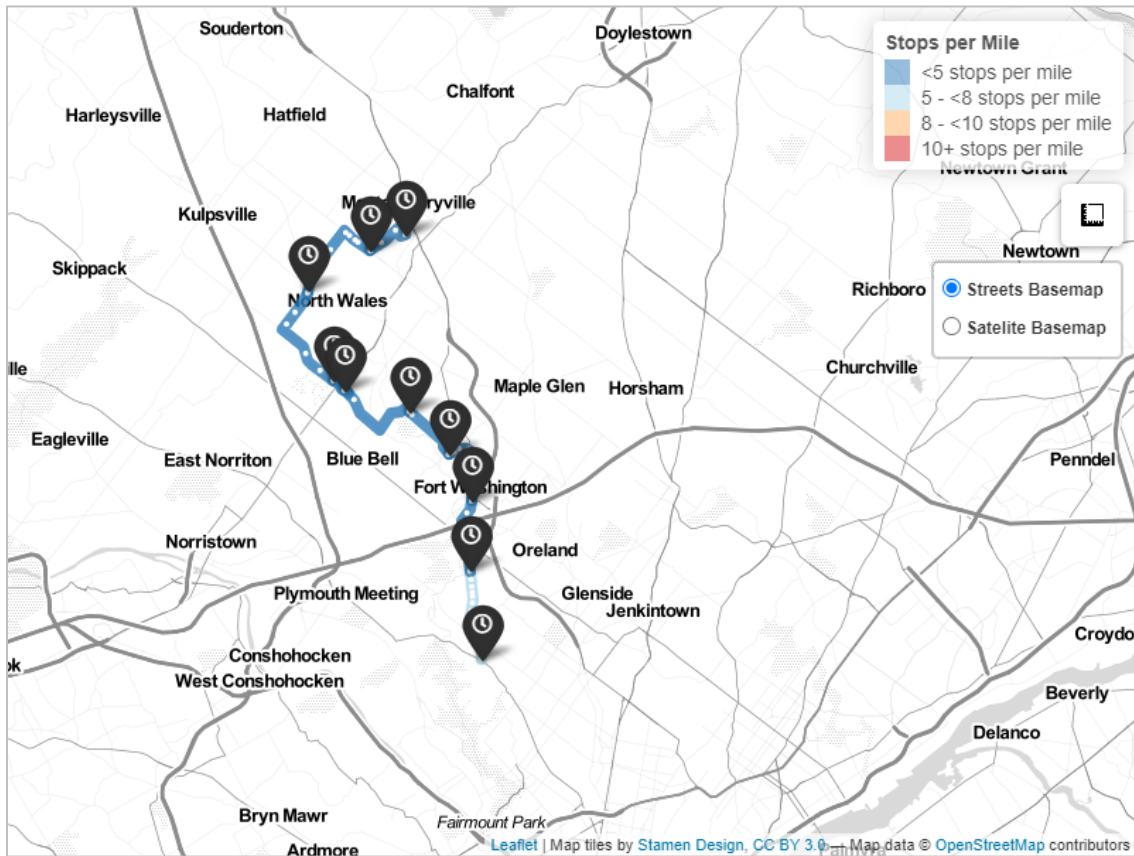 Souderton
Doylestown
Stops per Mile
<5 stops per mile
5 - <8 stops per mile
8 - <10 stops per mile
10+ stops per mile
Chalfont
Harleysville
Hatfield
Newtown Grant
Kulpsville
Newtown
Skippack
North Wales
Richboro
Streets Basemap
Satelite Basemap
Churchville
Maple Glen
Horsham
Eagleville
East Norriton
Blue Bell
Penndel
Norristown
Oreland
Plymouth Meeting
Glenside
Jenkintown
Conshohocken
West Conshohocken
Beverly
Delanco
Bryn Mawr
Fairmount Park
Ardmore
Leaflet | Map tiles by Stamen Design, CC BY 3.0 — Map data © OpenStreetMap contributors